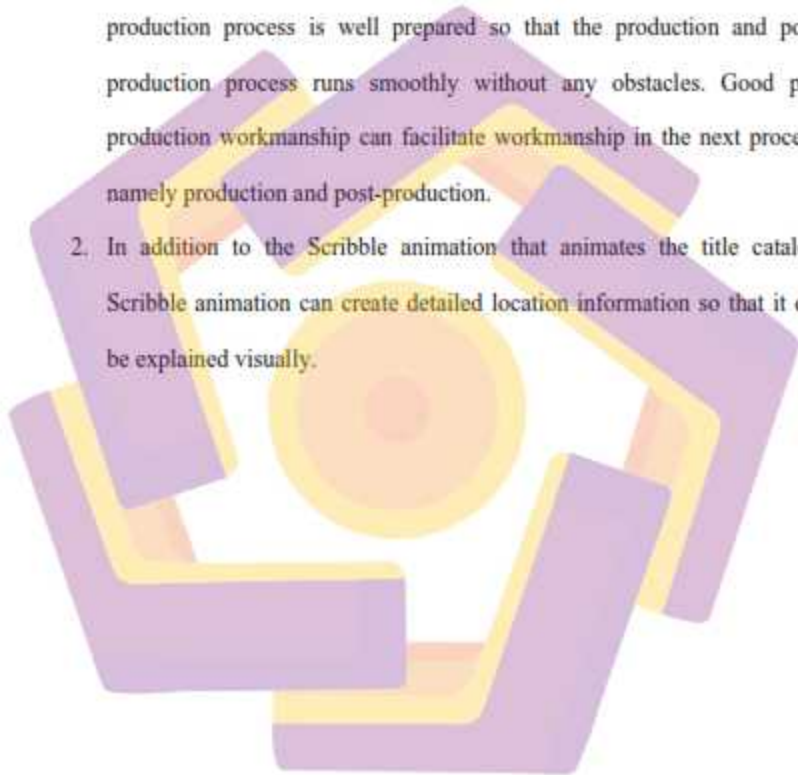 production process is well prepared so that the production and po
production process runs smoothly without any obstacles. Good p
production workmanship can facilitate workmanship in the next proce
namely production and post-production.
2. In addition to the Scribble animation that animates the title catal
Scribble animation can create detailed location information so that it
be explained visually.